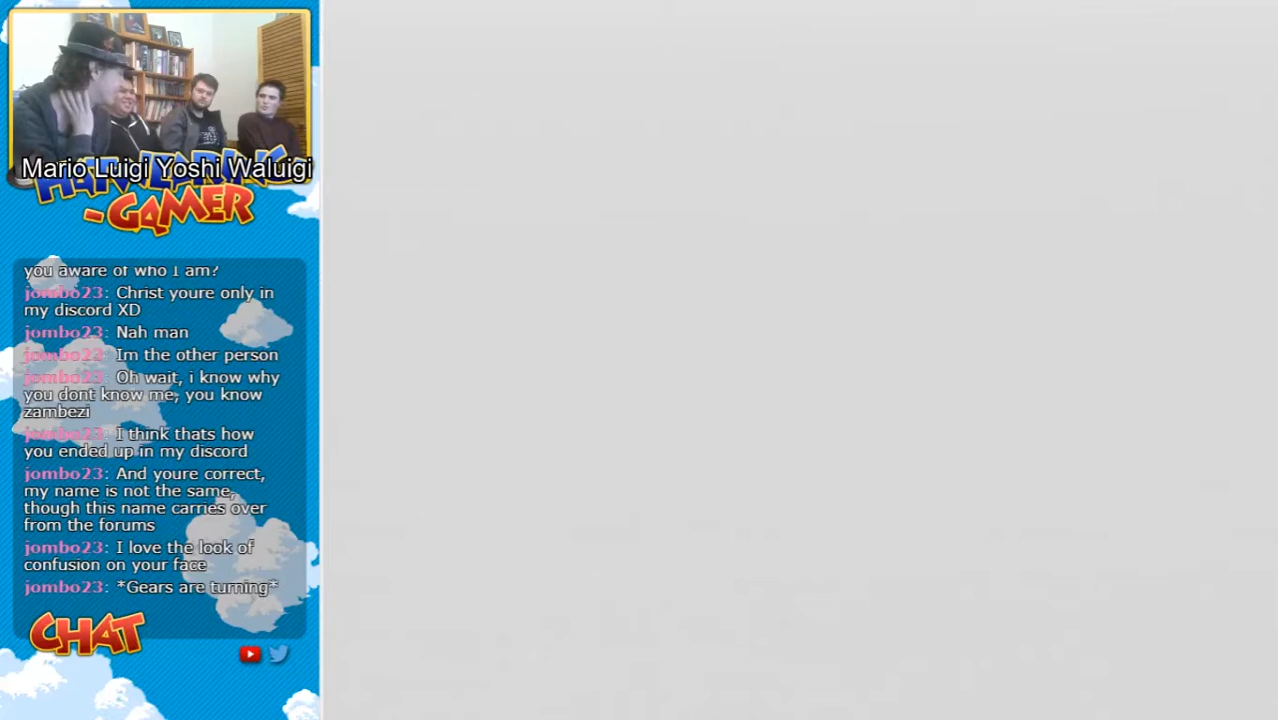 Mario Luigi Yoshi Waluigi
-GAMER
you aware of who I am?
jombo23: Christ youre only in
my discord XD
jombo23: Nah man
jombo23: Im the other person
jombo23: Oh wait, i know why
you dont know me, you know
zambezi
jombo23: I think thats how
you ended up in my discord
jombo23: And youre correct,
my name is not the same,
though this name carries over
from the forums
jombo23: I love the look of
confusion on your face
jombo23: *Gears are turning*
CHAT